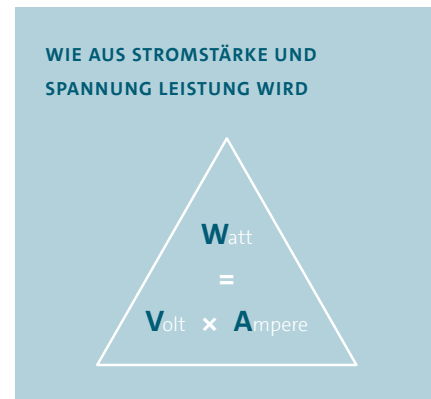 WIE AUS STROMSTÄRKE UND
SPANNUNG LEISTUNG WIRD
Watt
=
Volt × Ampere